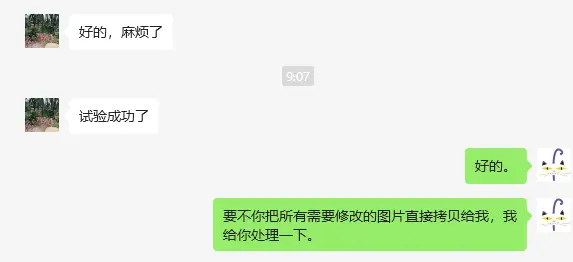 好的，麻烦了
9:07
试验成功了
好的。
要不你把所有需要修改的图片直接拷贝给我，我
给你处理一下。